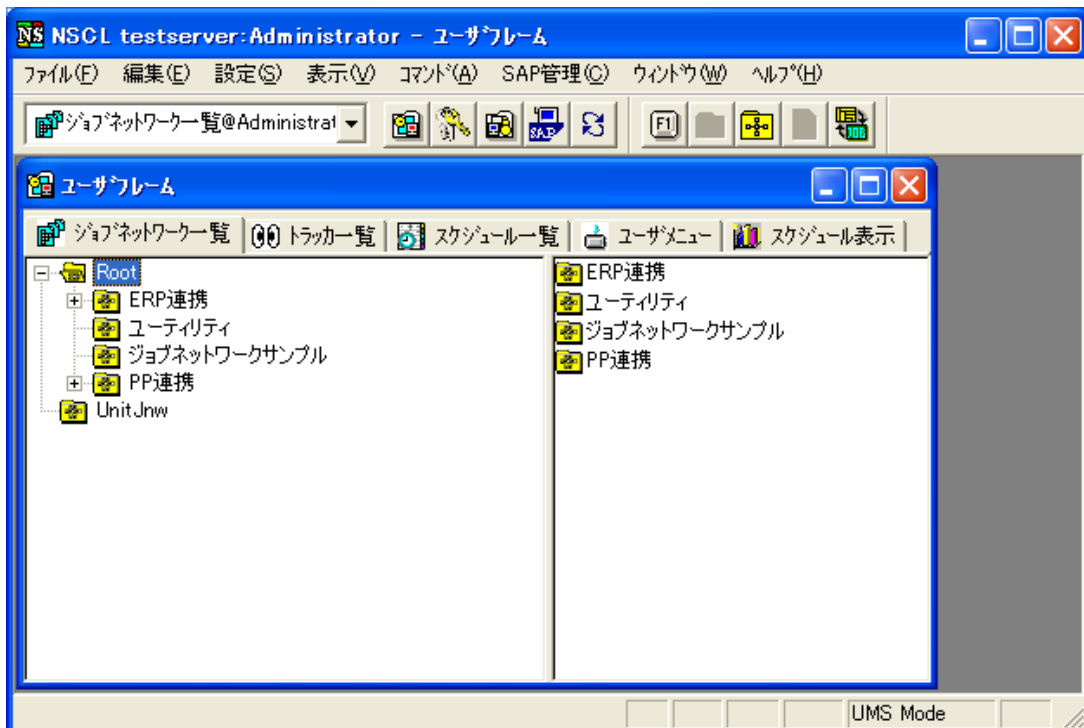 NS NSCL testserver:Administrator - ユーザフレーム
ファイル(F) 編集(E) 設定(S) 表示(V) コマンド(A) SAP管理(C) ウィンドウ(W) ヘルプ(H)
ジョブネットワーク一覧@Administrat
SAP F1 JOB
ユーザフレーム
ジョブネットワーク一覧 トラッカ一覧 スケジュール一覧 ユーザメニュー スケジュール表示
Root
ERP連携
ユーティリティ
ジョブネットワークサンプル
PP連携
UnitJnw
ERP連携
ユーティリティ
ジョブネットワークサンプル
PP連携
UMS Mode